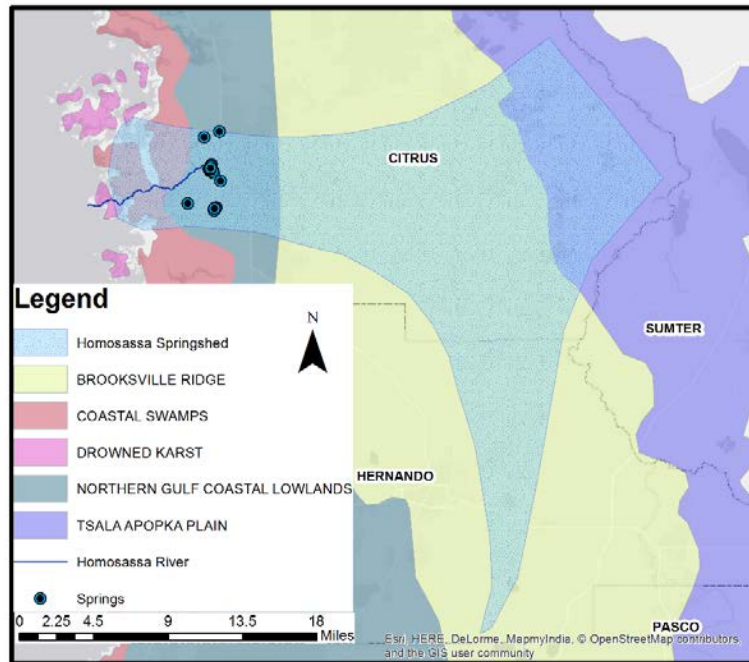 CITRUS
SUMTER
HERNANDO
PASCO
Legend
N
Homosassa Springshed
BROOKSVILLE RIDGE
COASTAL SWAMPS
DROWNED KARST
NORTHERN GULF COASTAL LOWLANDS
TSALA APOPKA PLAIN
Homosassa River
Springs
0 2.25 4.5 9 13.5 18
Miles
Esri, HERE, DeLorme, MapmyIndia, © OpenStreetMap contributors
and the GIS user community